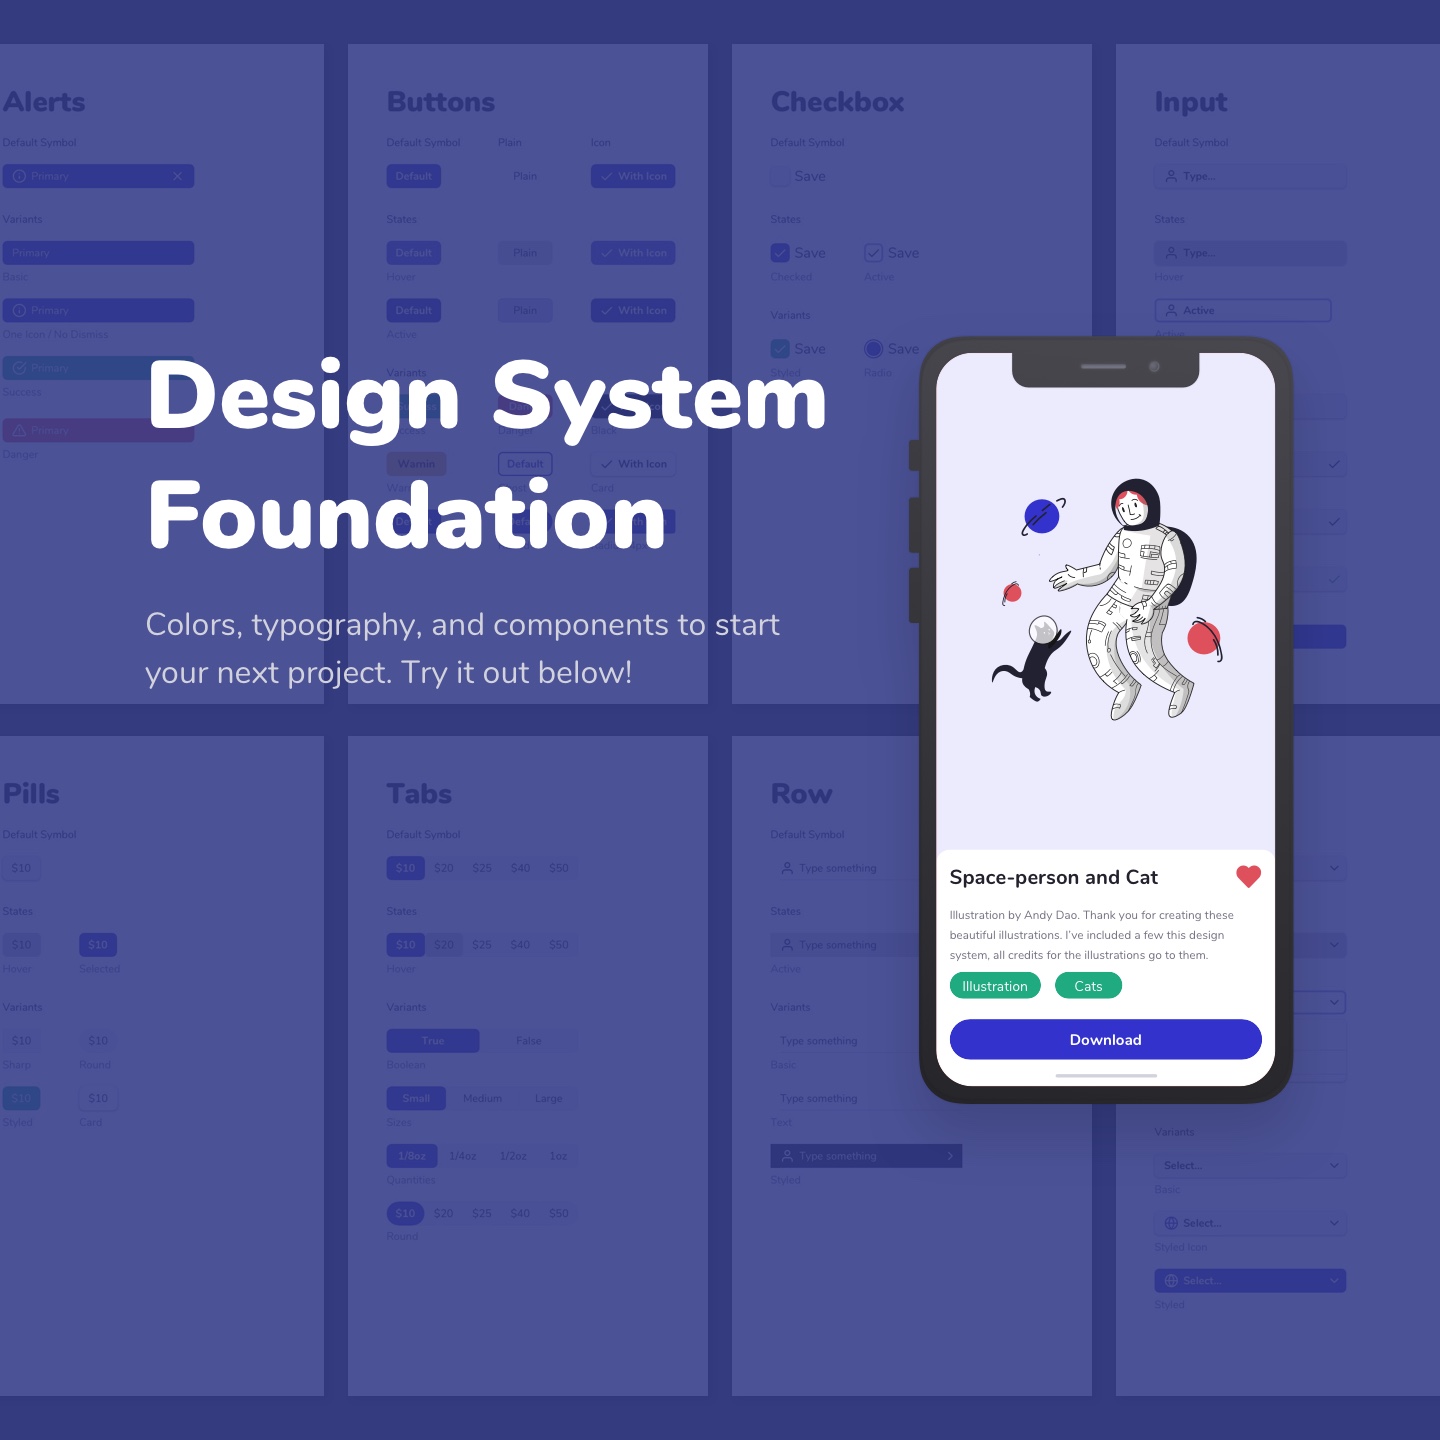 Alerts
Default Symbol
Primary
Variants
Primary
Basic
Primary
One Icon / No Dismiss
Primary
Success
Primary
Danger
Buttons
Default Symbol Plain Icon
Default Plain With Icon
States
Default Plain With Icon
Hover
Default Plain With Icon
Active
Variants
Warnin Default With Icon
Card
Checkbox
Default Symbol
Save
States
Save Save
Checked Active
Variants
Save Save
Styled Radio
Input
Default Symbol
Type...
States
Type...
Hover
Active
Active
Design System
Foundation
Colors, typography, and components to start
your next project. Try it out below!
Space-person and Cat
Illustration by Andy Dao. Thank you for creating these
beautiful illustrations. I've included a few this design
system, all credits for the illustrations go to them.
Illustration Cats
Download
Pills
Default Symbol
$10
States
$10 $10
Hover Selected
Variants
$10 $10
Sharp Round
$10 $10
Styled Card
Tabs
Default Symbol
$10 $20 $25 $40 $50
States
$10 $20 $25 $40 $50
Hover
Variants
True False
Boolean
Small Medium Large
Sizes
1/8oz 1/4oz 1/2oz 1oz
Quantities
$10 $20 $25 $40 $50
Round
Row
Default Symbol
Type something
States
Type something
Active
Variants
Type something
Basic
Type something
Text
Type something
Styled
Variants
Select...
Basic
Select...
Styled Icon
Select...
Styled